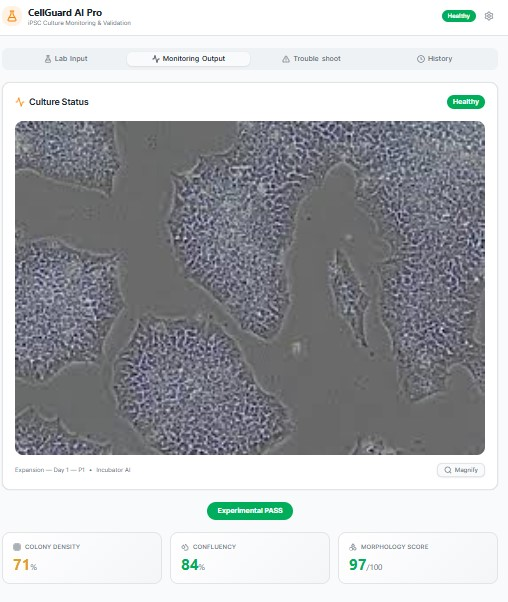 CellGuard AI Pro
iPSC Culture Monitoring & Validation
Healthy
Lab Input
Monitoring Output
Trouble shoot
History
Culture Status
Healthy
Expansion — Day 1 — P1 • Incubator AI
Magnify
Experimental PASS
COLONY DENSITY
71%
CONFLUENCY
84%
MORPHOLOGY SCORE
97/100